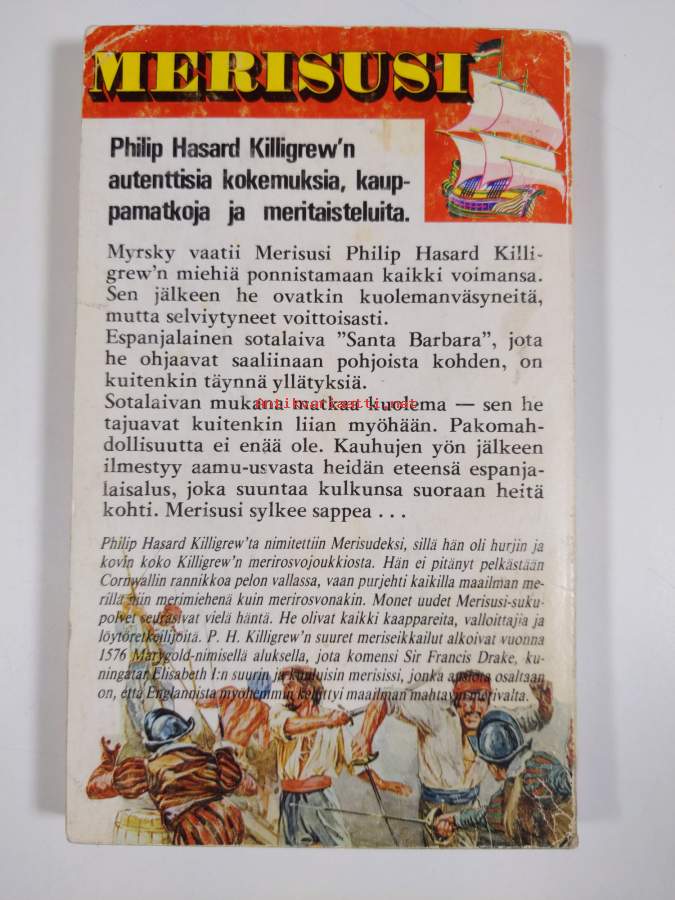 MERISUSI
Philip Hasard Killigrew'n
autenttisia kokemuksia, kaup-
pamatkoja ja meritaisteluita.
Myrsky vaatii Merisusi Philip Hasard Killi-
grew'n miehiä ponnistamaan kaikki voimansa.
Sen jälkeen he ovatkin kuolemanväsyneitä,
mutta selviytyneet voittoisasti.
Espanjalainen sotalaiva ”Santa Barbara”, jota
he ohjaavat saaliinaan pohjoista kohden, on
kuitenkin täynnä yllätyksiä.
Sotalaivan mukana matkaa kuolema — sen he
antikvariaatti.net
tajuavat kuitenkin liian myöhään. Pakomah-
dollisuutta ei enää ole. Kauhujen yön jälkeen
ilmestyy aamu-usvasta heidän eteensä espanja-
laisalus, joka suuntaa kulkunsa suoraan heitä
kohti. Merisusi sylkee sappea . . .
Philip Hasard Killigrew'ta nimitettiin Merisudeksi, sillä hän oli hurjin ja
kovin koko Killigrew'n merirosvojoukkiosta. Hän ei pitänyt pelkästään
Cornwallin rannikkoa pelon vallassa, vaan purjehti kaikilla maailman me-
rillä niin merimiehenä kuin merirosvonakin. Monet uudet Merisusi-suku-
polvet seurasivat vielä häntä. He olivat kaikki kaappareita, valloittajia ja
löytöretkeilijöitä. P. H. Killigrew'n suuret meriseikkailut alkoivat vuonna
1576 Marygold-nimisellä aluksella, jota komensi Sir Francis Drake, ku-
ningatar Elisabeth I:n suurin ja kuuluisin merisissi, jonka ansiota osaltaan
on, että Englannista myöhemmin kehittyi maailman mahtavin merivalta.